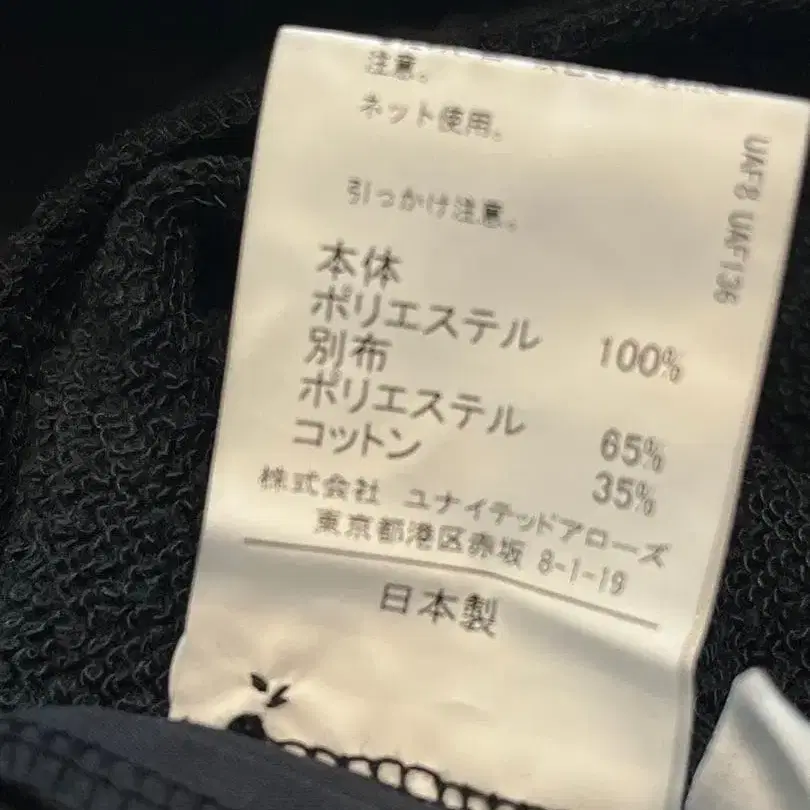 注意。
ネット使用。
引っかけ注意。
本体
ポリエステル 100%
別布
ポリエステル 65%
コットン 35%
株式会社 ユナイテッドアローズ
東京都港区赤坂 8-1-19
日本製
UAF8 UAF136